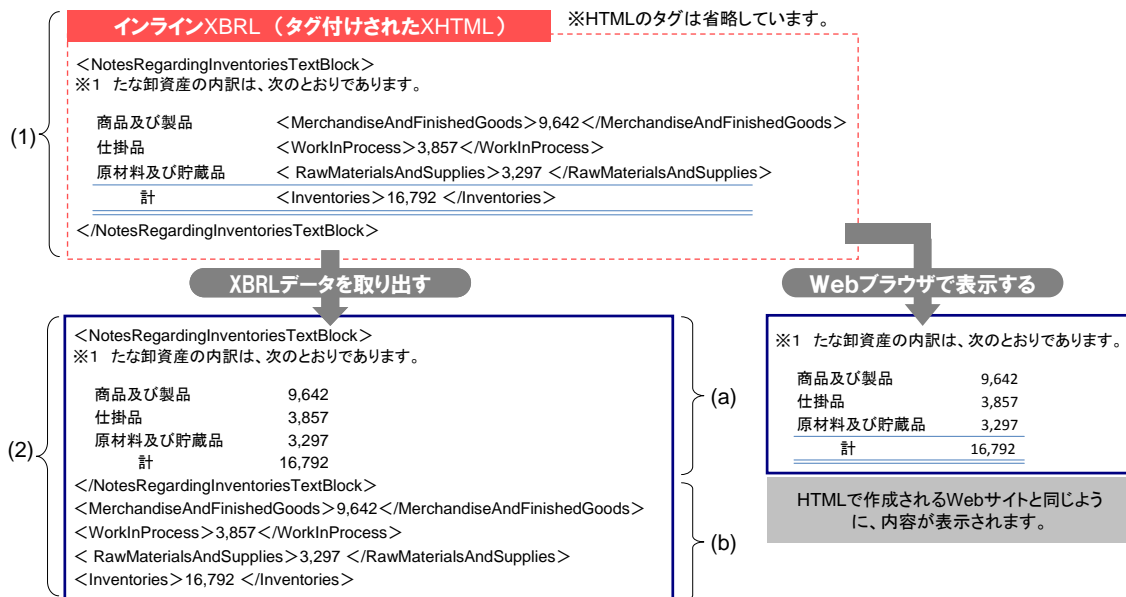 インラインXBRL（タグ付けされたXHTML）
※HTMLのタグは省略しています。
(1)
<NotesRegardingInventoriesTextBlock>
※1　たな卸資産の内訳は、次のとおりであります。
商品及び製品　<MerchandiseAndFinishedGoods>9,642</MerchandiseAndFinishedGoods>
仕掛品　<WorkInProcess>3,857</WorkInProcess>
原材料及び貯蔵品　< RawMaterialsAndSupplies>3,297 </RawMaterialsAndSupplies>
計　<Inventories>16,792 </Inventories>
</NotesRegardingInventoriesTextBlock>
XBRLデータを取り出す
(2)
<NotesRegardingInventoriesTextBlock>
※1　たな卸資産の内訳は、次のとおりであります。
商品及び製品　9,642
仕掛品　3,857
原材料及び貯蔵品　3,297
計　16,792
</NotesRegardingInventoriesTextBlock>
(a)
<MerchandiseAndFinishedGoods>9,642</MerchandiseAndFinishedGoods>
<WorkInProcess>3,857</WorkInProcess>
< RawMaterialsAndSupplies>3,297 </RawMaterialsAndSupplies>
<Inventories>16,792 </Inventories>
(b)
Webブラウザで表示する
※1　たな卸資産の内訳は、次のとおりであります。
商品及び製品　9,642
仕掛品　3,857
原材料及び貯蔵品　3,297
計　16,792
HTMLで作成されるWebサイトと同じよう
に、内容が表示されます。